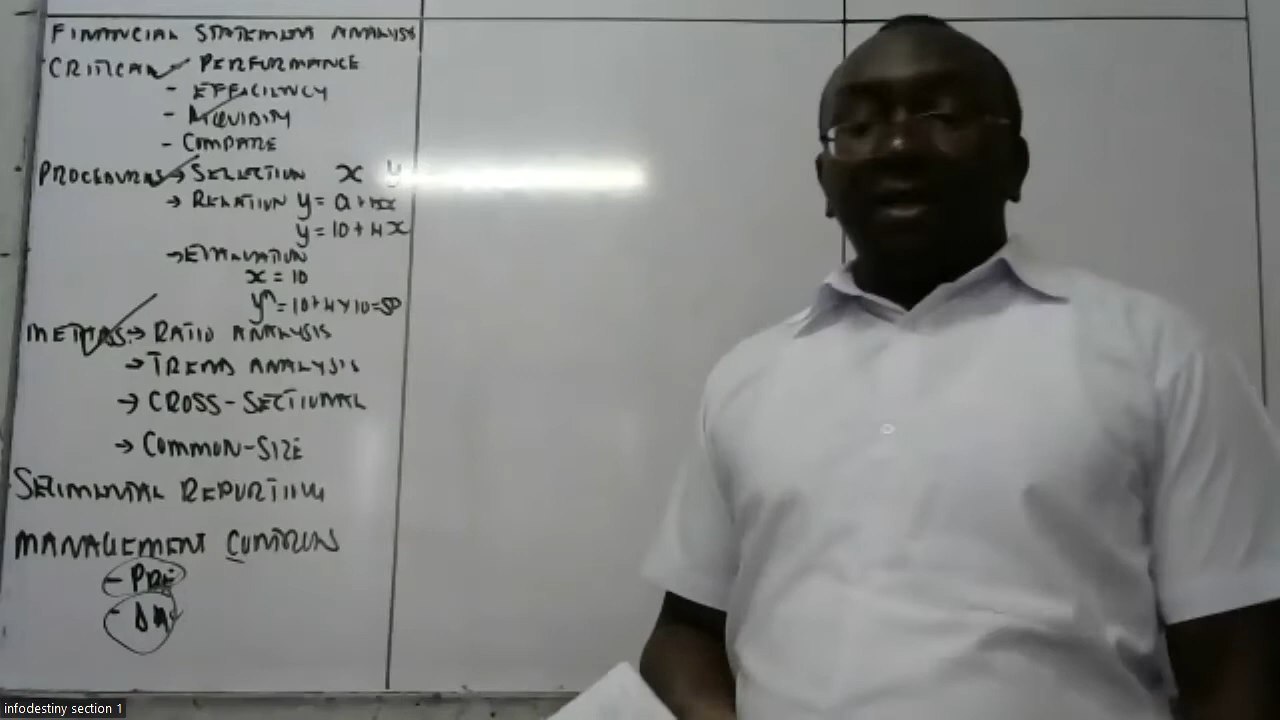 FINANCIAL STATEMENT ANALYSIS
CRITICAL - PERFORMANCE
- EFFICIENCY
- LIQUIDITY
- COMPARE
PROCEDURES → SELECTION x y
→ RELATION y = a + bx
y = 10 + 4x
→ EVALUATION
x = 10
y = 10 + 4 x 10 = 50
METHODS → RATIO ANALYSIS
→ TREND ANALYSIS
→ CROSS-SECTIONAL
→ COMMON-SIZE
SEGMENTAL REPORTING
MANAGEMENT CONTROL
- PRE
infodestiny section 1